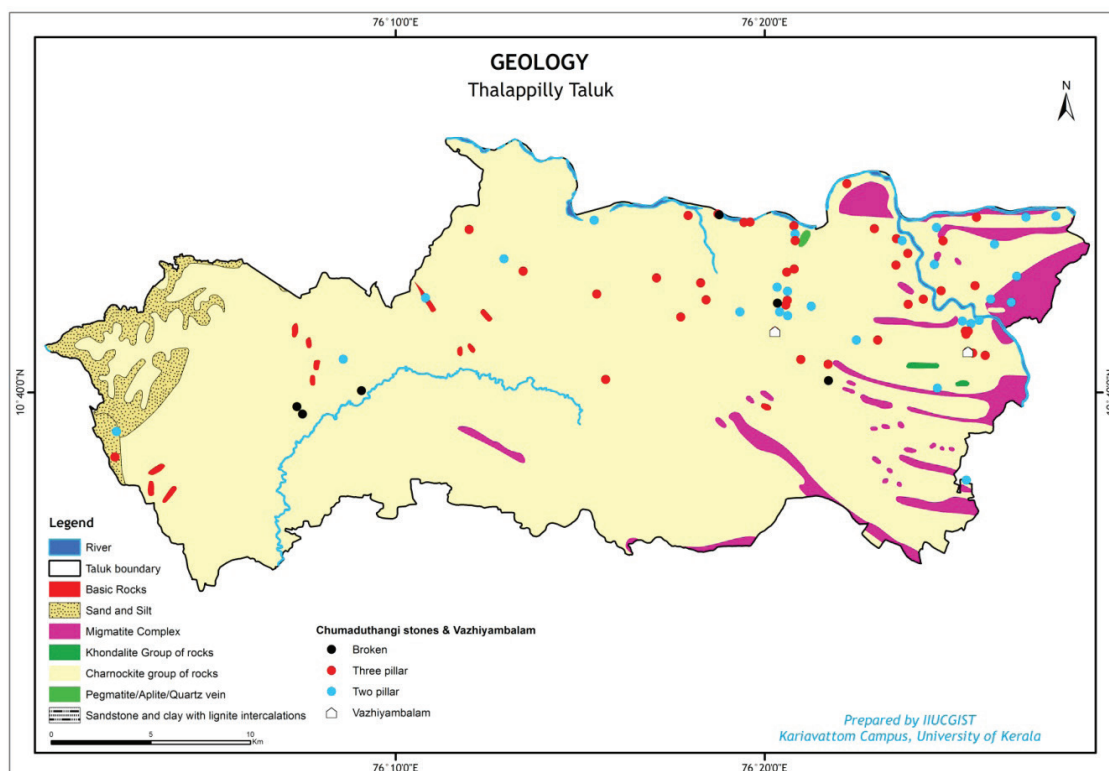 76°10'0"E
76°20'0"E
GEOLOGY
Thalappilly Taluk
N
10°40'0"N
10°40'0"N
Legend
River
Taluk boundary
Basic Rocks
Sand and Silt
Migmatite Complex
Khondalite Group of rocks
Charnockite group of rocks
Pegmatite/Aplite/Quartz vein
Sandstone and clay with lignite intercalations
0 5 10
Km
Chumaduthangi stones & Vazhiyambalam
Broken
Three pillar
Two pillar
Vazhiyambalam
Prepared by IIUCGIST
Kariavattom Campus, University of Kerala
76°10'0"E
76°20'0"E